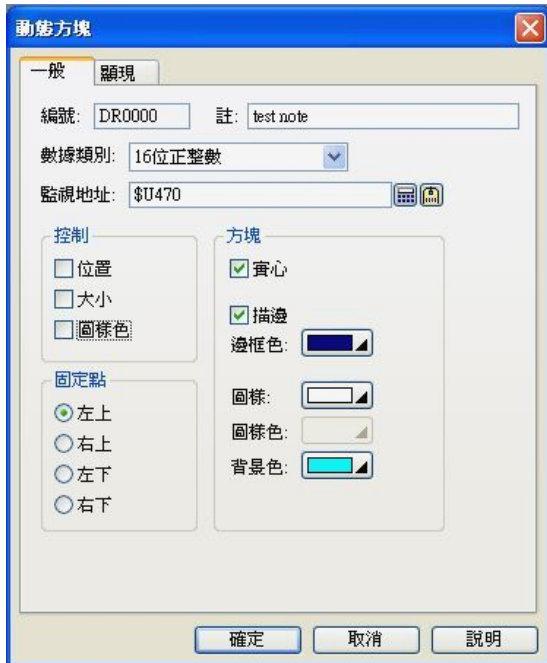 動態方塊
一般 顯現
編號: DR0000 註: test note
數據類別: 16位正整數
監視地址: $U470
控制
位置
大小
圖樣色
固定點
左上
右上
左下
右下
方塊
實心
描邊
邊框色:
圖樣:
圖樣色:
背景色:
確定 取消 說明